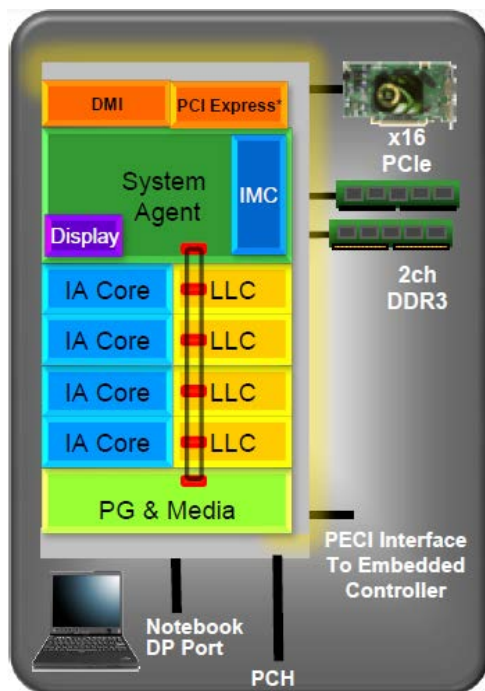 DMI
PCI Express*
x16
PCIe
System
Agent
IMC
Display
2ch
DDR3
IA Core
LLC
IA Core
LLC
IA Core
LLC
IA Core
LLC
PG & Media
PECI Interface
To Embedded
Controller
Notebook
DP Port
PCH